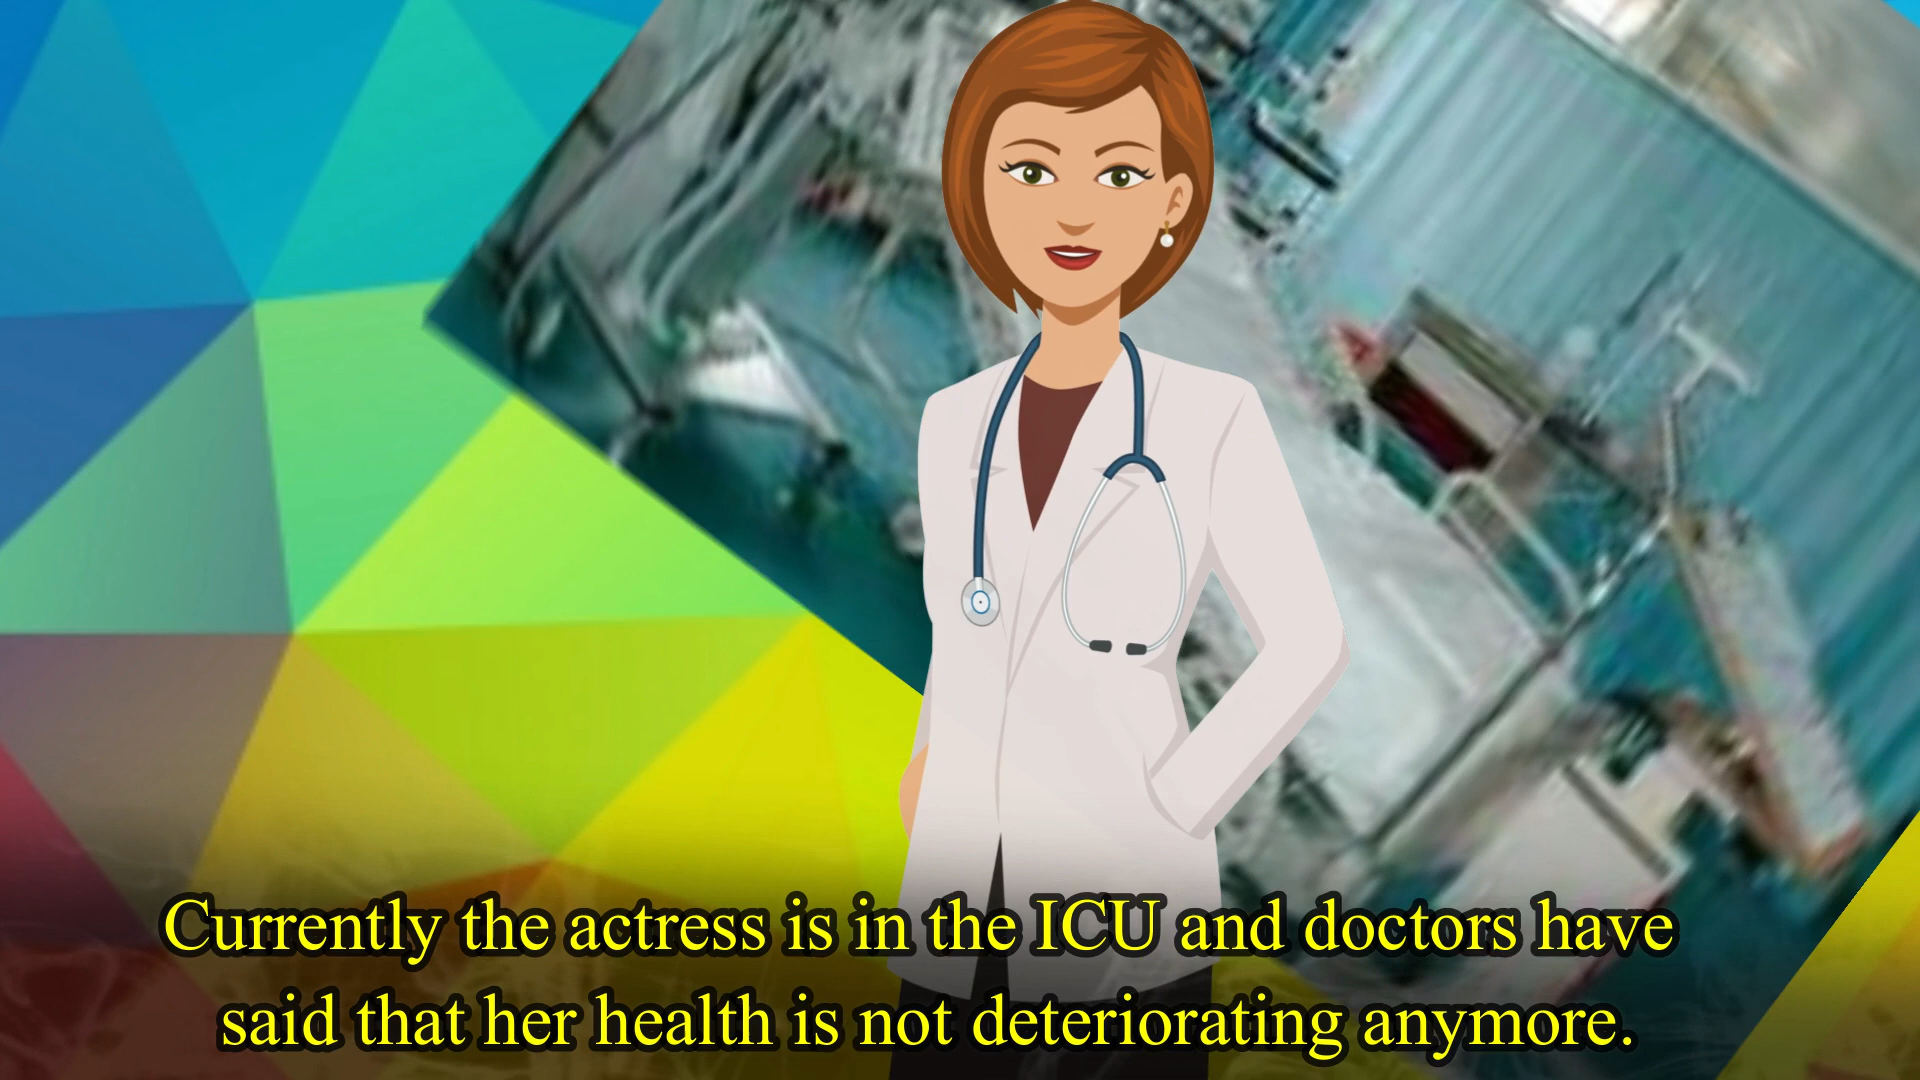 Currently the actress is in the ICU and doctors have
said that her health is not deteriorating anymore.